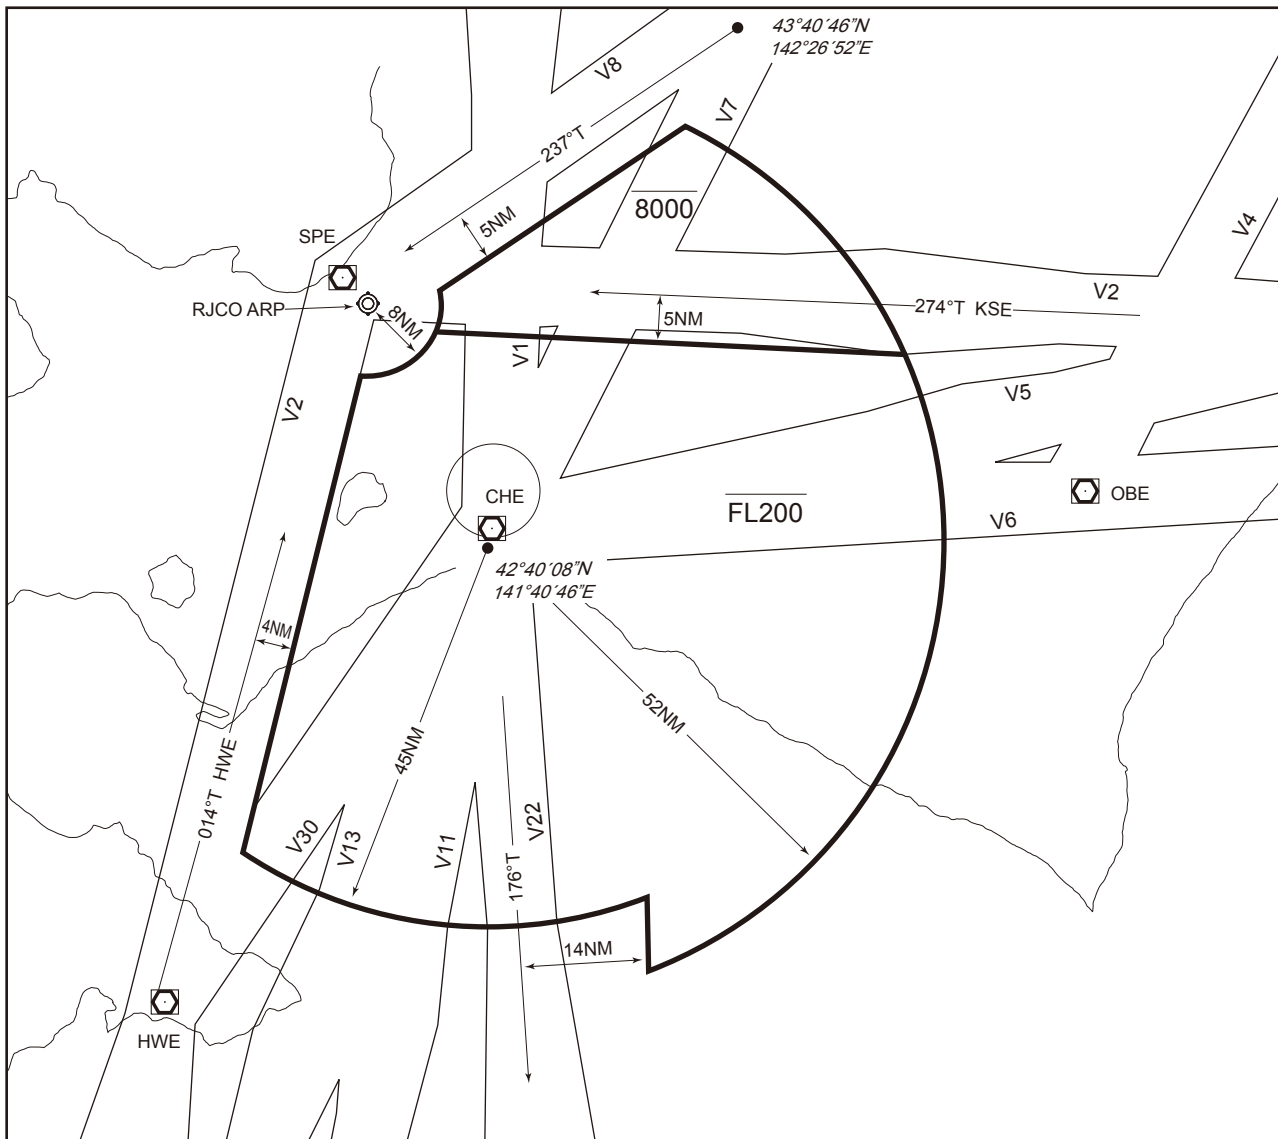 43°40´46”N
142°26´52”E
V8
V7
237°T
8000
5NM
SPE
V4
RJCO ARP
8NM
V2
274°T KSE
5NM
V1
V5
V2
CHE
FL200
OBE
V6
42°40´08”N
141°40´46”E
4NM
52NM
45NM
014°T HWE
V30
V13
V11
V22
176°T
14NM
HWE